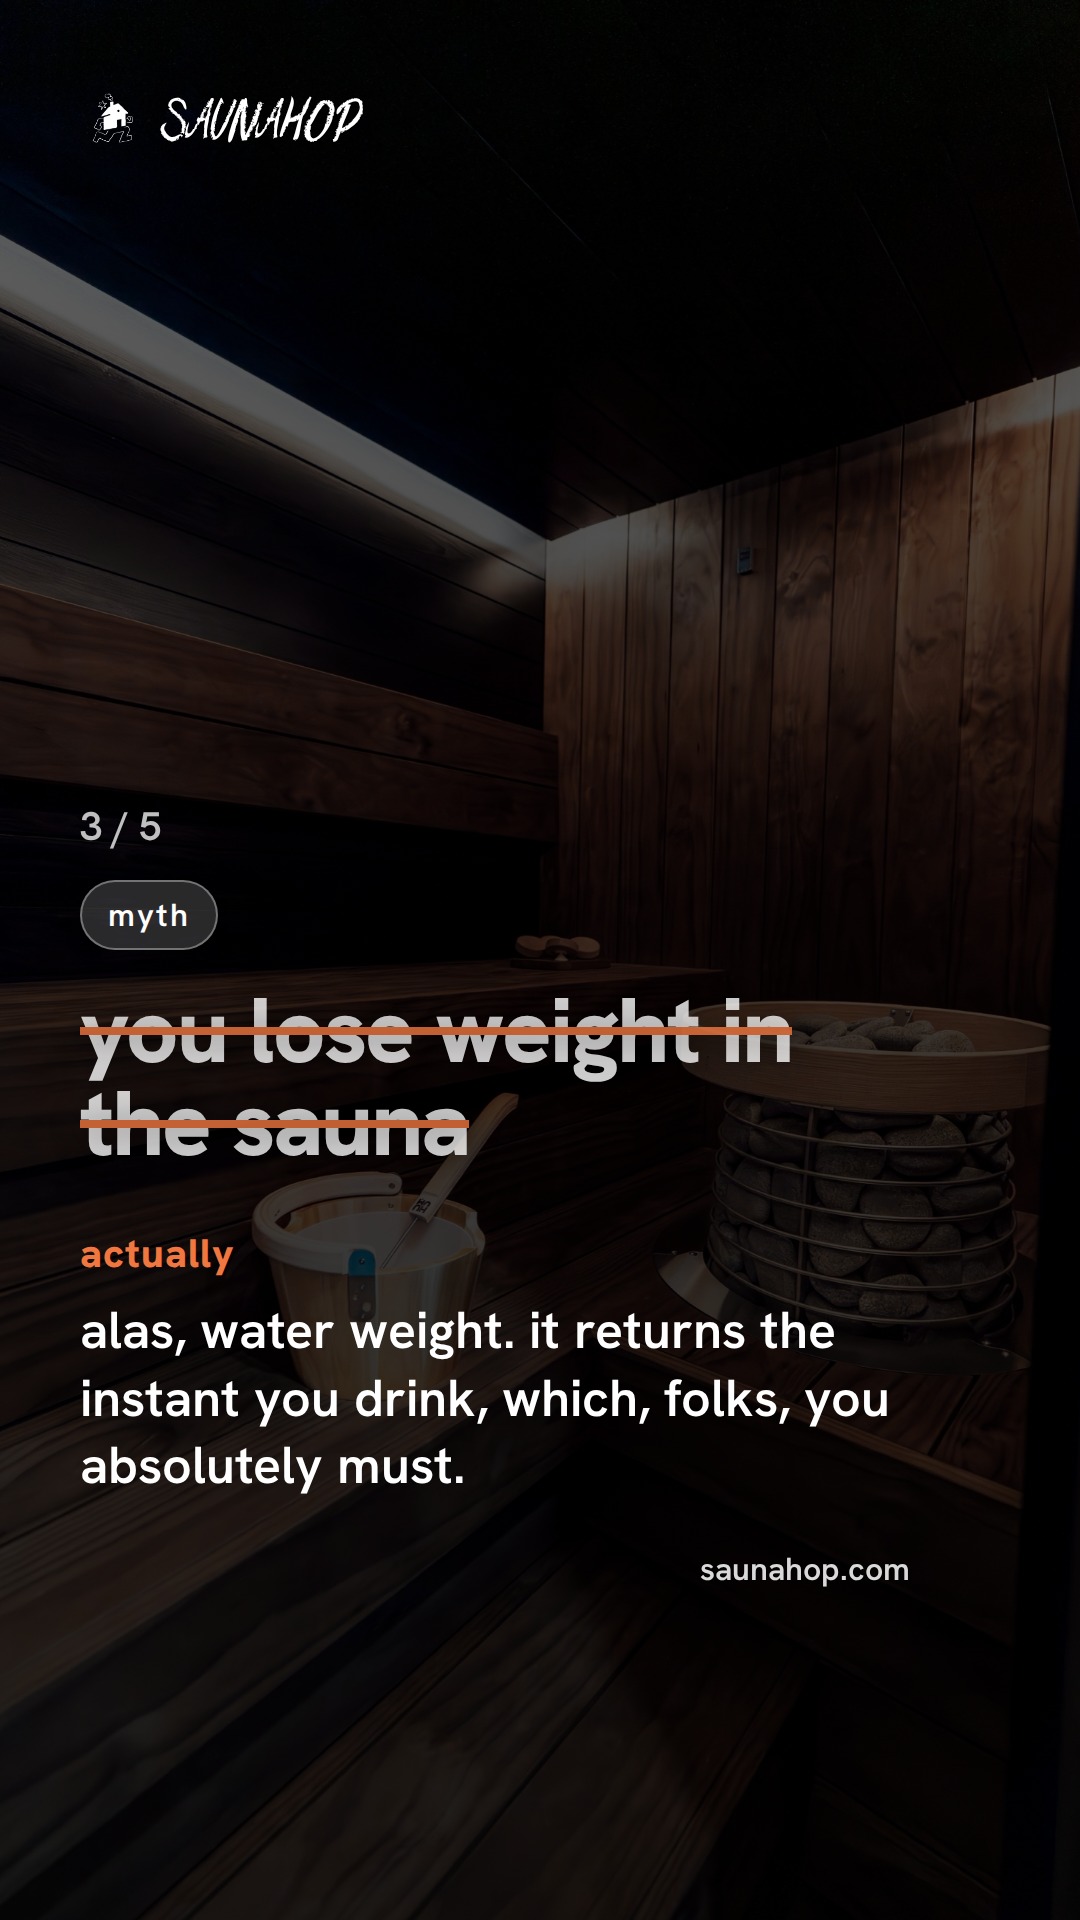 SAUNAHOP
3 / 5
myth
you lose weight in
the sauna
actually
alas, water weight. it returns the
instant you drink, which, folks, you
absolutely must.
saunahop.com